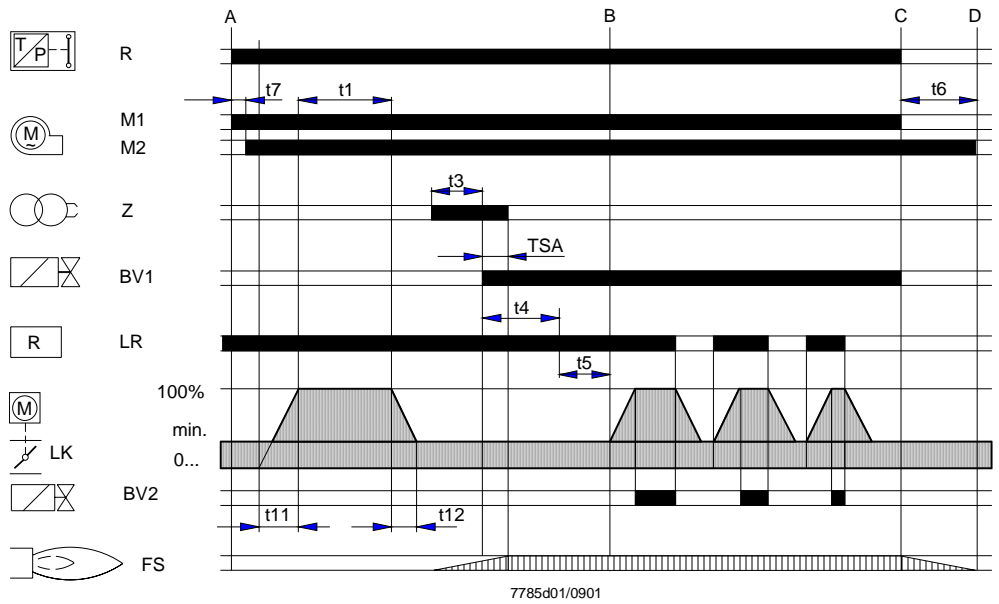 A B C D
T P R
t7 t1 t6
M1
M ~
M2
t3
Z
TSA
BV1
t4
R LR
t5
100%
M
min.
LK
0...
BV2
t11 t12
FS
7785d01/0901